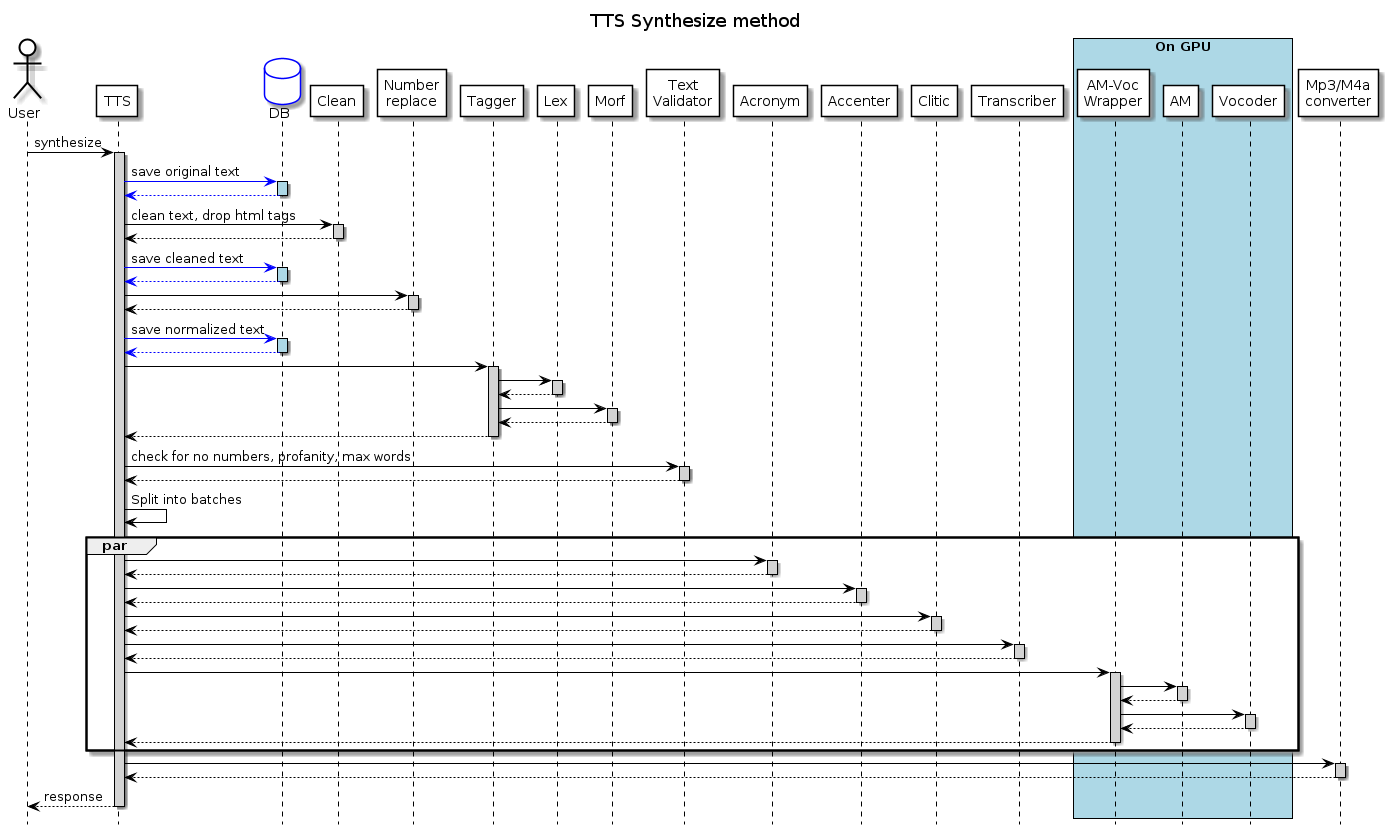 TTS Synthesize method
On GPU
User
TTS
DB
Clean
Number
replace
Tagger
Lex
Morf
Text
Validator
Acronym
Accenter
Clitic
Transcriber
AM-Voc
Wrapper
AM
Vocoder
Mp3/M4a
converter
synthesize
save original text
clean text, drop html tags
save cleaned text
save normalized text
check for no numbers, profanity, max words
Split into batches
par
response